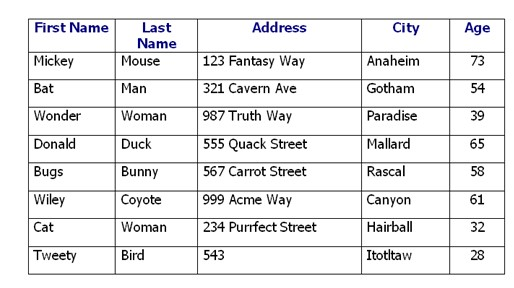 First Name Last Name Address City Age
Mickey Mouse 123 Fantasy Way Anaheim 73
Bat Man 321 Cavern Ave Gotham 54
Wonder Woman 987 Truth Way Paradise 39
Donald Duck 555 Quack Street Mallard 65
Bugs Bunny 567 Carrot Street Rascal 58
Wiley Coyote 999 Acme Way Canyon 61
Cat Woman 234 Purrfect Street Hairball 32
Tweety Bird 543 Itotltaw 28